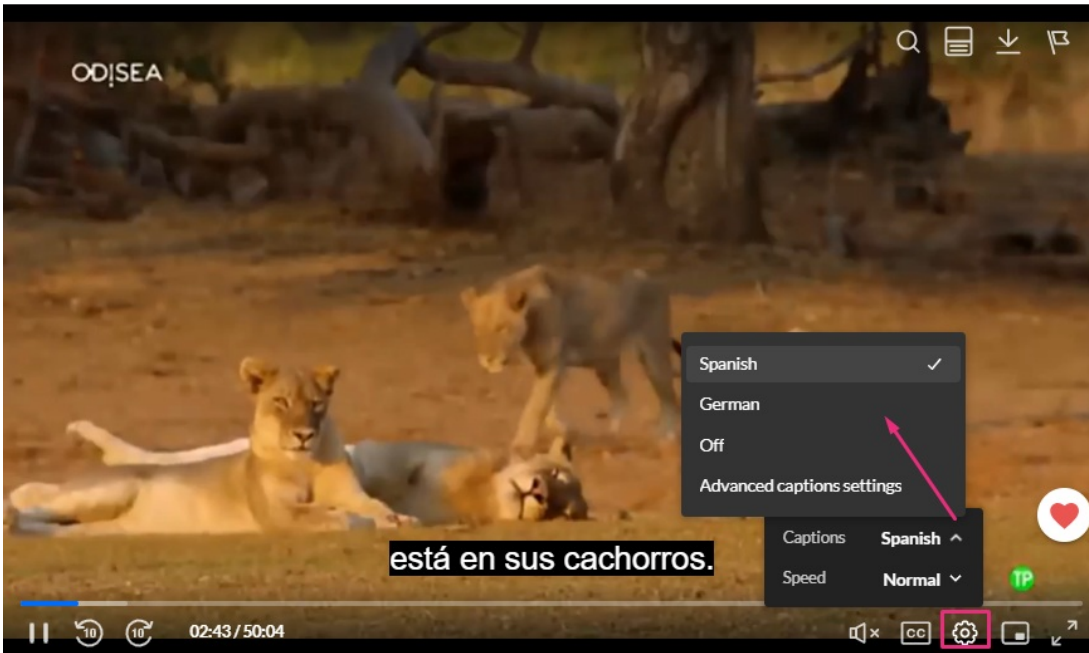 ODISEA
Spanish
German
Off
Advanced captions settings
Captions Spanish
Speed Normal
está en sus cachorros.
TP
10
10
02:43 / 50:04
CC